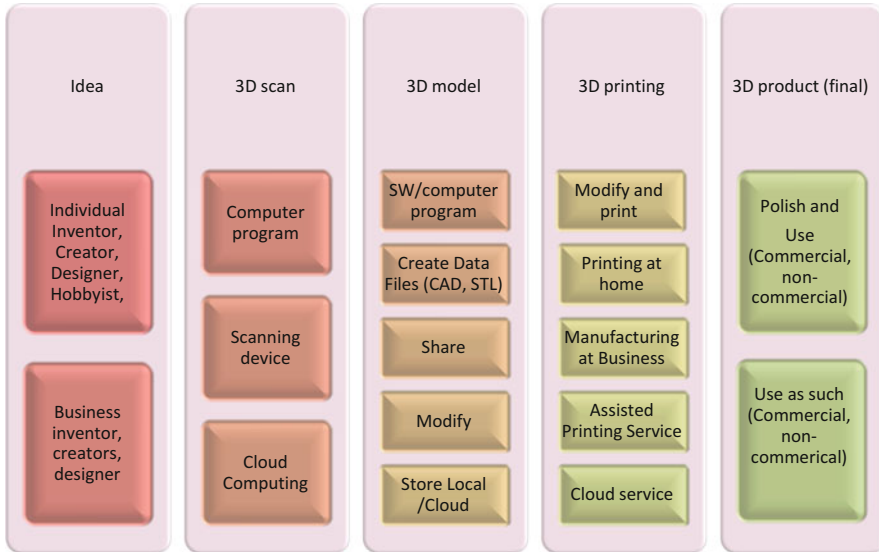 Idea
Individual
Inventor,
Creator,
Designer,
Hobbyist,
Business
inventor,
creators,
designer
3D scan
Computer
program
Scanning
device
Cloud
Computing
3D model
SW/computer
program
Create Data
Files (CAD, STL)
Share
Modify
Store Local
/Cloud
3D printing
Modify and
print
Printing at
home
Manufacturing
at Business
Assisted
Printing Service
Cloud service
3D product (final)
Polish and
Use
(Commercial,
non-
commercial)
Use as such
(Commercial,
non-
commerical)